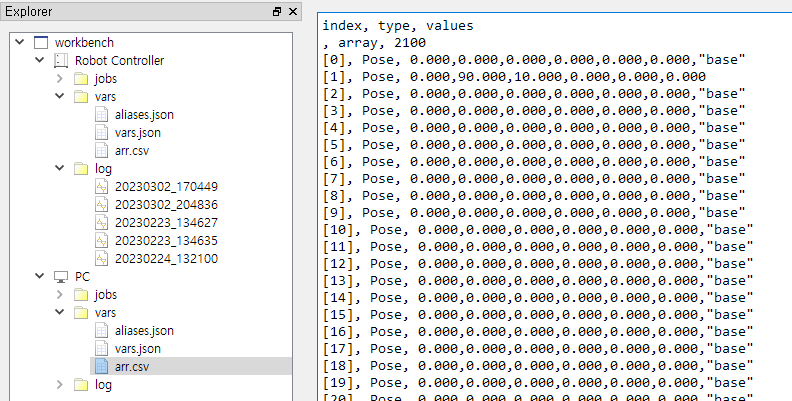 Explorer
workbench
Robot Controller
jobs
vars
aliases.json
vars.json
arr.csv
log
20230302_170449
20230302_204836
20230223_134627
20230223_134635
20230224_132100
PC
jobs
vars
aliases.json
vars.json
arr.csv
log
index, type, values
, array, 2100
[0], Pose, 0.000,0.000,0.000,0.000,0.000,0.000,"base"
[1], Pose, 0.000,90.000,10.000,0.000,0.000,0.000
[2], Pose, 0.000,0.000,0.000,0.000,0.000,0.000,"base"
[3], Pose, 0.000,0.000,0.000,0.000,0.000,0.000,"base"
[4], Pose, 0.000,0.000,0.000,0.000,0.000,0.000,"base"
[5], Pose, 0.000,0.000,0.000,0.000,0.000,0.000,"base"
[6], Pose, 0.000,0.000,0.000,0.000,0.000,0.000,"base"
[7], Pose, 0.000,0.000,0.000,0.000,0.000,0.000,"base"
[8], Pose, 0.000,0.000,0.000,0.000,0.000,0.000,"base"
[9], Pose, 0.000,0.000,0.000,0.000,0.000,0.000,"base"
[10], Pose, 0.000,0.000,0.000,0.000,0.000,0.000,"base"
[11], Pose, 0.000,0.000,0.000,0.000,0.000,0.000,"base"
[12], Pose, 0.000,0.000,0.000,0.000,0.000,0.000,"base"
[13], Pose, 0.000,0.000,0.000,0.000,0.000,0.000,"base"
[14], Pose, 0.000,0.000,0.000,0.000,0.000,0.000,"base"
[15], Pose, 0.000,0.000,0.000,0.000,0.000,0.000,"base"
[16], Pose, 0.000,0.000,0.000,0.000,0.000,0.000,"base"
[17], Pose, 0.000,0.000,0.000,0.000,0.000,0.000,"base"
[18], Pose, 0.000,0.000,0.000,0.000,0.000,0.000,"base"
[19], Pose, 0.000,0.000,0.000,0.000,0.000,0.000,"base"
[20], Pose, 0.000,0.000,0.000,0.000,0.000,0.000,"base"